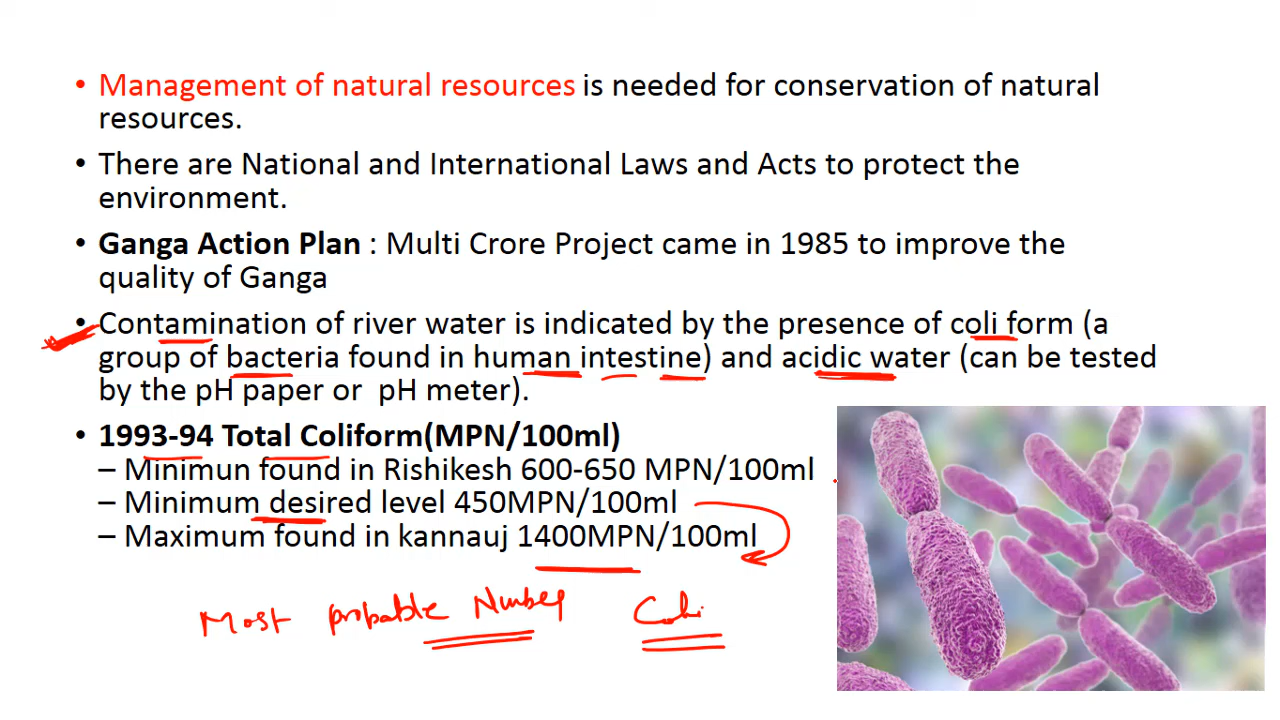 • Management of natural resources is needed for conservation of natural
resources.
• There are National and International Laws and Acts to protect the
environment.
• Ganga Action Plan : Multi Crore Project came in 1985 to improve the
quality of Ganga
• Contamination of river water is indicated by the presence of coli form (a
group of bacteria found in human intestine) and acidic water (can be tested
by the pH paper or pH meter).
• 1993-94 Total Coliform(MPN/100ml)
– Minimun found in Rishikesh 600-650 MPN/100ml
– Minimum desired level 450MPN/100ml
– Maximum found in kannauj 1400MPN/100ml
Most probable Number Coli